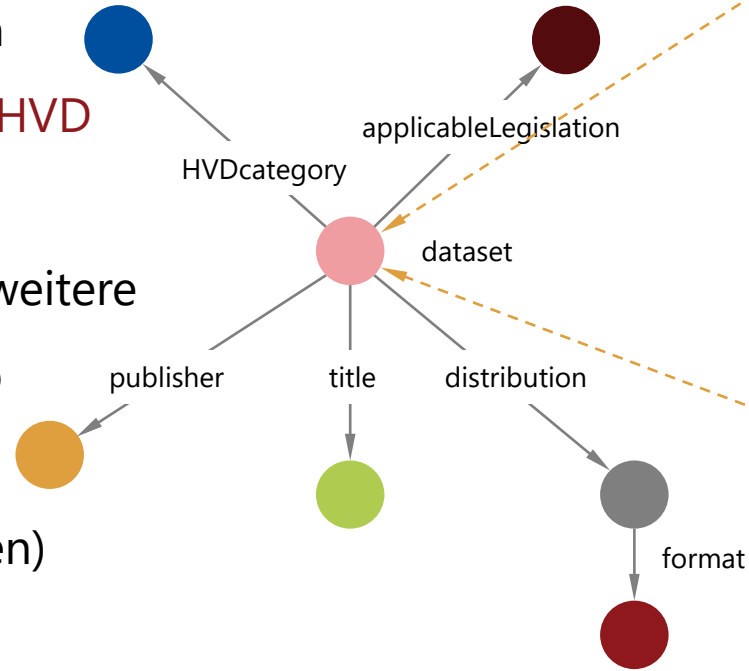 HVD
applicableLegislation
HVDcategory
dataset
weitere
publisher
title
distribution
en)
format